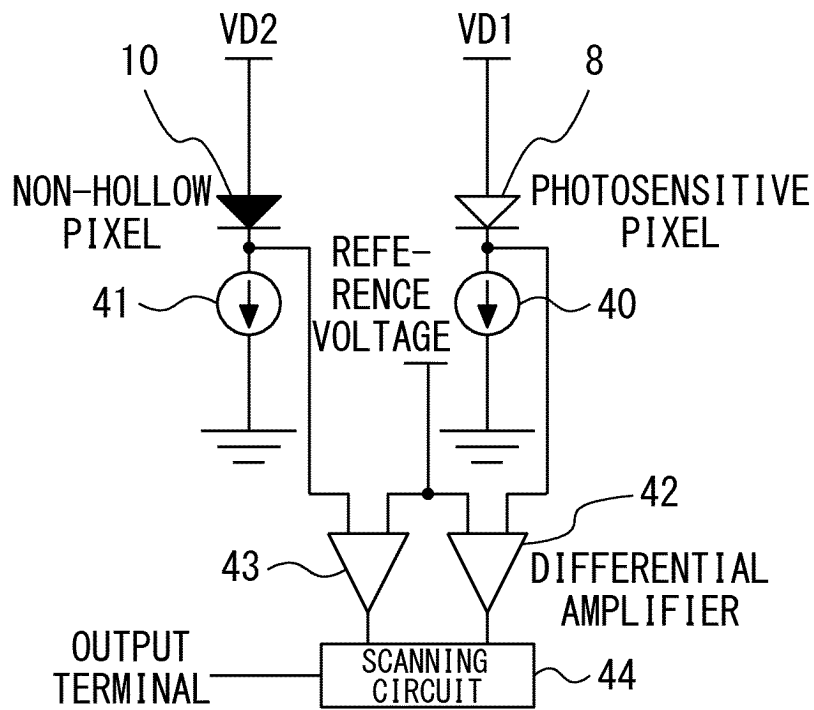 VD2
VD1
10
8
NON-HOLLOW
PIXEL
PHOTOSENSITIVE
PIXEL
REFE-
RENCE
VOLTAGE
41
40
42
43
DIFFERENTIAL
AMPLIFIER
OUTPUT
TERMINAL
SCANNING
CIRCUIT
44